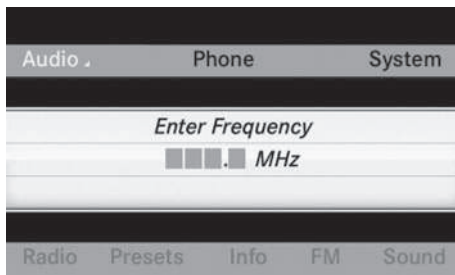 Audio Phone System
Enter Frequency
. MHz
Radio Presets Info FM Sound